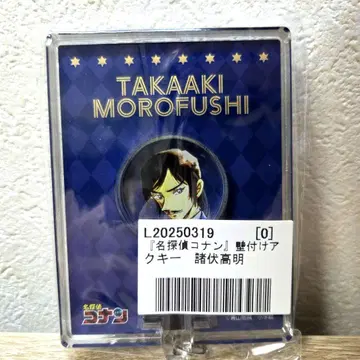 TAKAAKI
MOROFUSHI
L20250319 [0]
『名探偵コナン』壁付けア
クキー 諸伏高明
名探偵
コナン